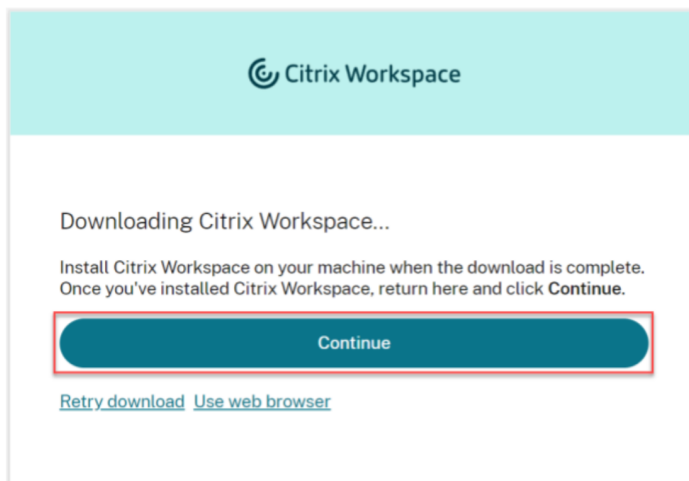 Citrix Workspace
Downloading Citrix Workspace...
Install Citrix Workspace on your machine when the download is complete.
Once you've installed Citrix Workspace, return here and click Continue.
Continue
Retry download Use web browser